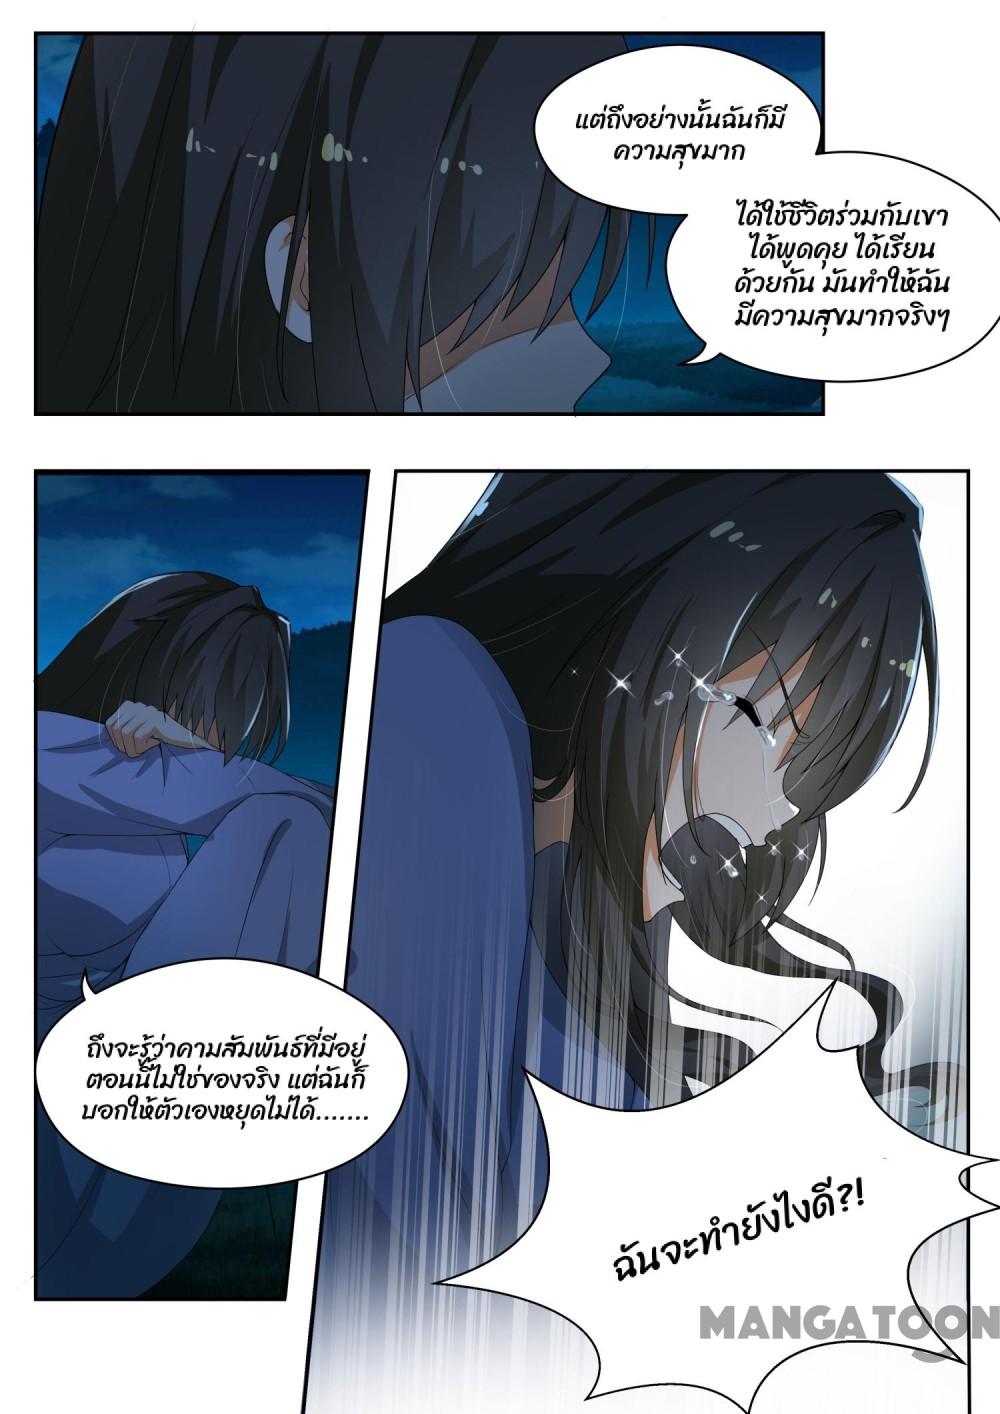 แต่ถึงอย่างนั้นฉันก็มี
ความสุขมาก
ได้ใช้ชีวิตร่วมกับเขา
ได้พูดคุย ได้เรียน
ด้วยกัน มันทำให้ฉัน
มีความสุขมากจริงๆ
ถึงจะรู้ว่าคามสัมพันธ์ที่มีอยู่
ตอนนี้ไม่ใช่ของจริง แต่ฉันก็
บอกให้ตัวเองหยุดไม่ได้.......
ฉันจะทำยังไงดี?!
MANGATOON